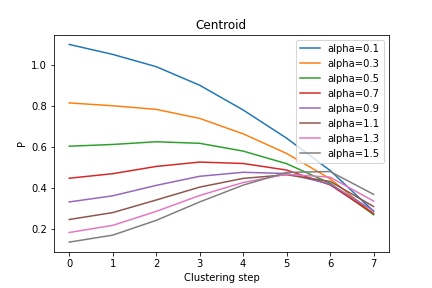 Centroid
P
1.0
0.8
0.6
0.4
0.2
alpha=0.1
alpha=0.3
alpha=0.5
alpha=0.7
alpha=0.9
alpha=1.1
alpha=1.3
alpha=1.5
0 1 2 3 4 5 6 7
Clustering step